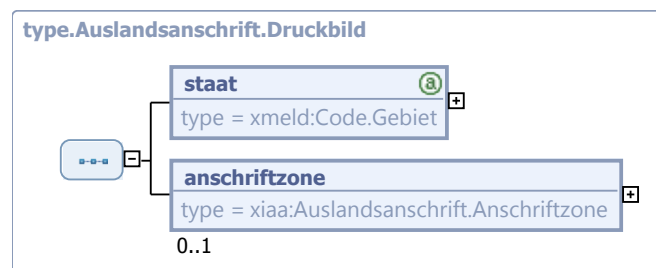 type.Auslandsanschrift.Druckbild
staat
type = xmeld:Code.Gebiet
anschriftzone
type = xiaa:Auslandsanschrift.Anschriftzone
0..1